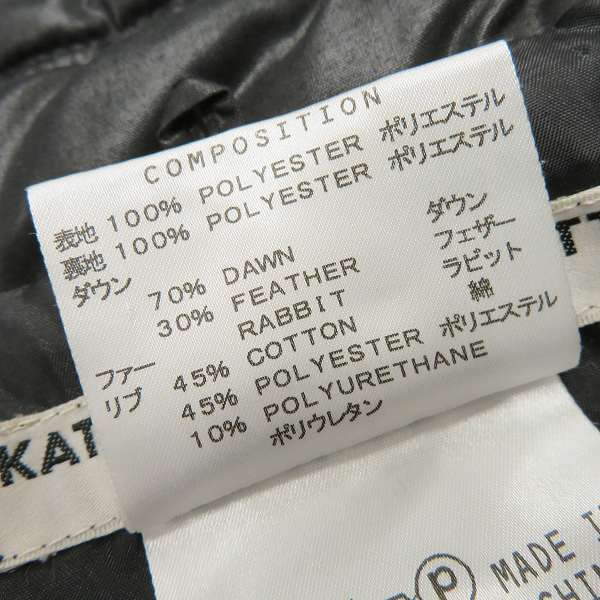 COMPOSITION
表地 100% POLYESTER ポリエステル
裏地 100% POLYESTER ポリエステル
ダウン 70% DAWN ダウン
30% FEATHER フェザー
ファー RABBIT ラビット
リブ 45% COTTON 綿
45% POLYESTER ポリエステル
10% POLYURETHANE
ポリウレタン
KAT
P MADE I
CHIN